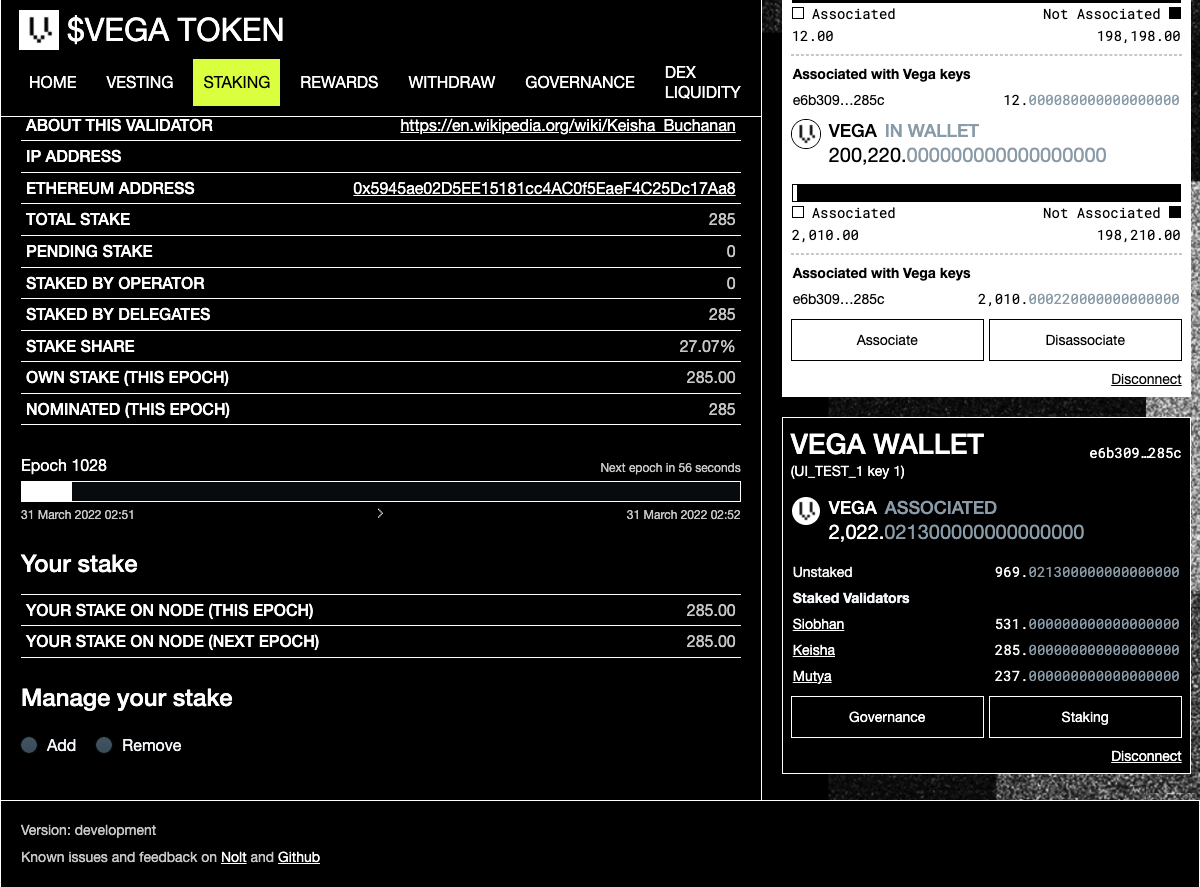 $VEGA TOKEN
HOME VESTING STAKING REWARDS WITHDRAW GOVERNANCE DEX LIQUIDITY
ABOUT THIS VALIDATOR https://en.wikipedia.org/wiki/Keisha_Buchanan
IP ADDRESS
ETHEREUM ADDRESS 0x5945ae02D5EE15181cc4AC0f5EaeF4C25Dc17Aa8
TOTAL STAKE 285
PENDING STAKE 0
STAKED BY OPERATOR 0
STAKED BY DELEGATES 285
STAKE SHARE 27.07%
OWN STAKE (THIS EPOCH) 285.00
NOMINATED (THIS EPOCH) 285
Epoch 1028 Next epoch in 56 seconds
31 March 2022 02:51 > 31 March 2022 02:52
Your stake
YOUR STAKE ON NODE (THIS EPOCH) 285.00
YOUR STAKE ON NODE (NEXT EPOCH) 285.00
Manage your stake
Add Remove
Associated Not Associated
12.00 198,198.00
Associated with Vega keys
e6b309…285c 12.000080000000000000
VEGA IN WALLET
200,220.000000000000000000
Associated Not Associated
2,010.00 198,210.00
Associated with Vega keys
e6b309…285c 2,010.000220000000000000
Associate Disassociate
Disconnect
VEGA WALLET e6b309…285c
(UI_TEST_1 key 1)
VEGA ASSOCIATED
2,022.021300000000000000
Unstaked 969.021300000000000000
Staked Validators
Siobhan 531.000000000000000000
Keisha 285.000000000000000000
Mutya 237.000000000000000000
Governance Staking
Disconnect
Version: development
Known issues and feedback on Nolt and Github